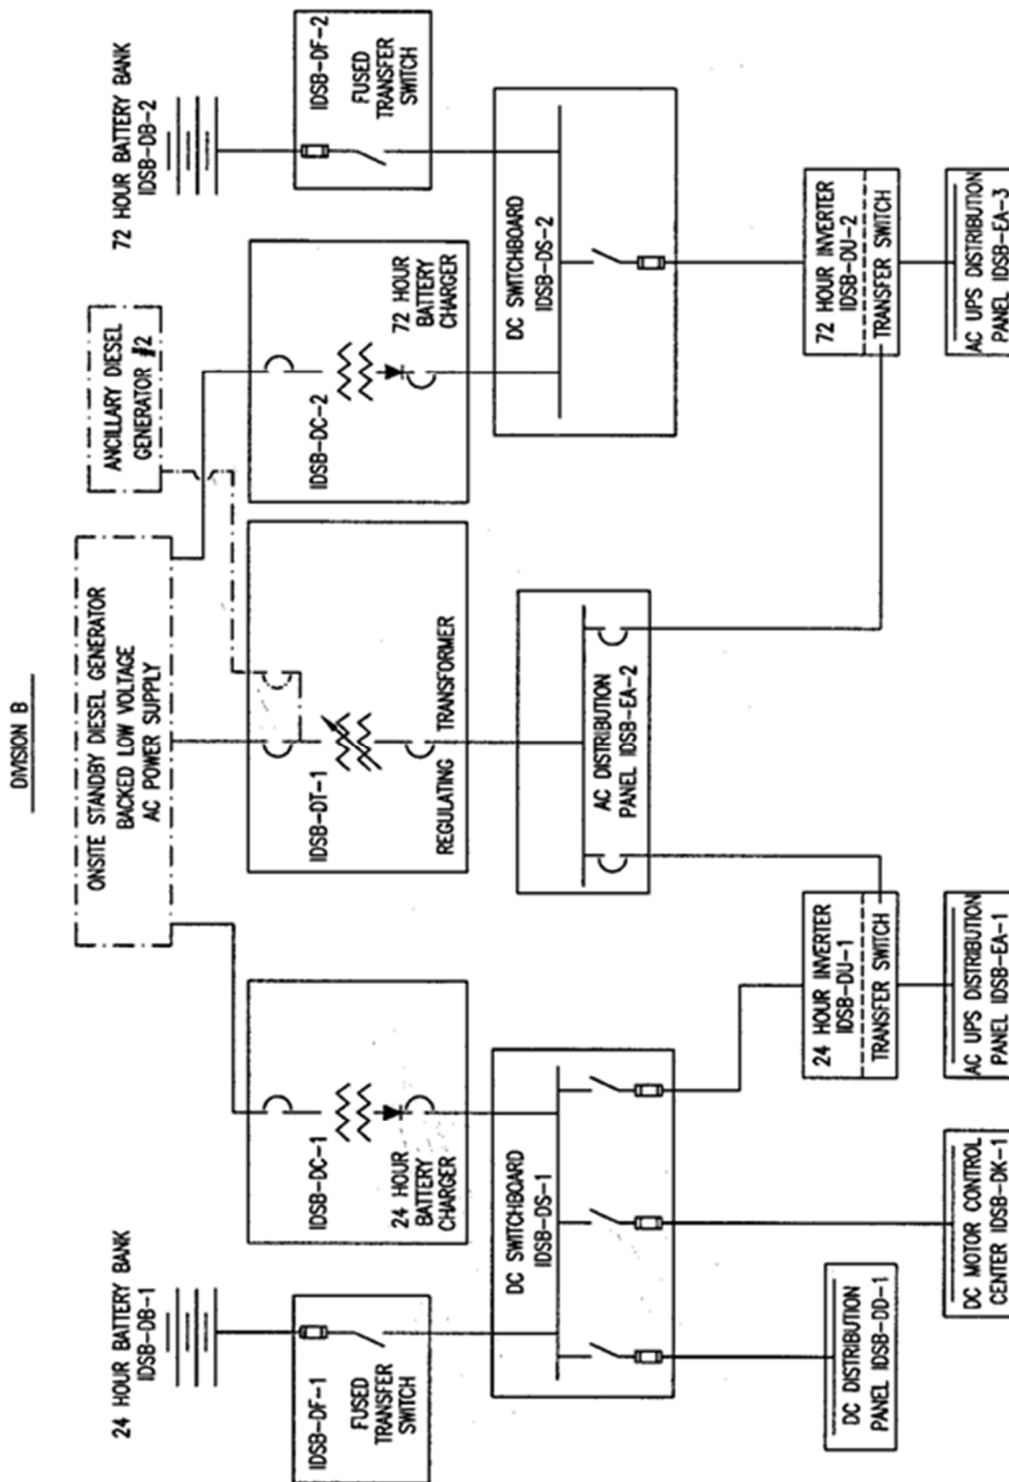 DIVISION B
ONSITE STANDBY DIESEL GENERATOR
BACKED LOW VOLTAGE
AC POWER SUPPLY
ANCILLARY DIESEL
GENERATOR #2
24 HOUR BATTERY BANK
IDSB-DB-1
72 HOUR BATTERY BANK
IDSB-DB-2
IDSB-DF-1
FUSED
TRANSFER
SWITCH
IDSB-DC-1
24 HOUR
BATTERY
CHARGER
IDSB-DT-1
REGULATING TRANSFORMER
IDSB-DC-2
72 HOUR
BATTERY
CHARGER
IDSB-DF-2
FUSED
TRANSFER
SWITCH
DC SWITCHBOARD
IDSB-DS-1
AC DISTRIBUTION
PANEL IDSB-EA-2
DC SWITCHBOARD
IDSB-DS-2
DC DISTRIBUTION
PANEL IDSB-DD-1
24 HOUR INVERTER
IDSB-DU-1
TRANSFER SWITCH
72 HOUR INVERTER
IDSB-DU-2
TRANSFER SWITCH
DC MOTOR CONTROL
CENTER IDSB-DK-1
AC UPS DISTRIBUTION
PANEL IDSB-EA-1
AC UPS DISTRIBUTION
PANEL IDSB-EA-3